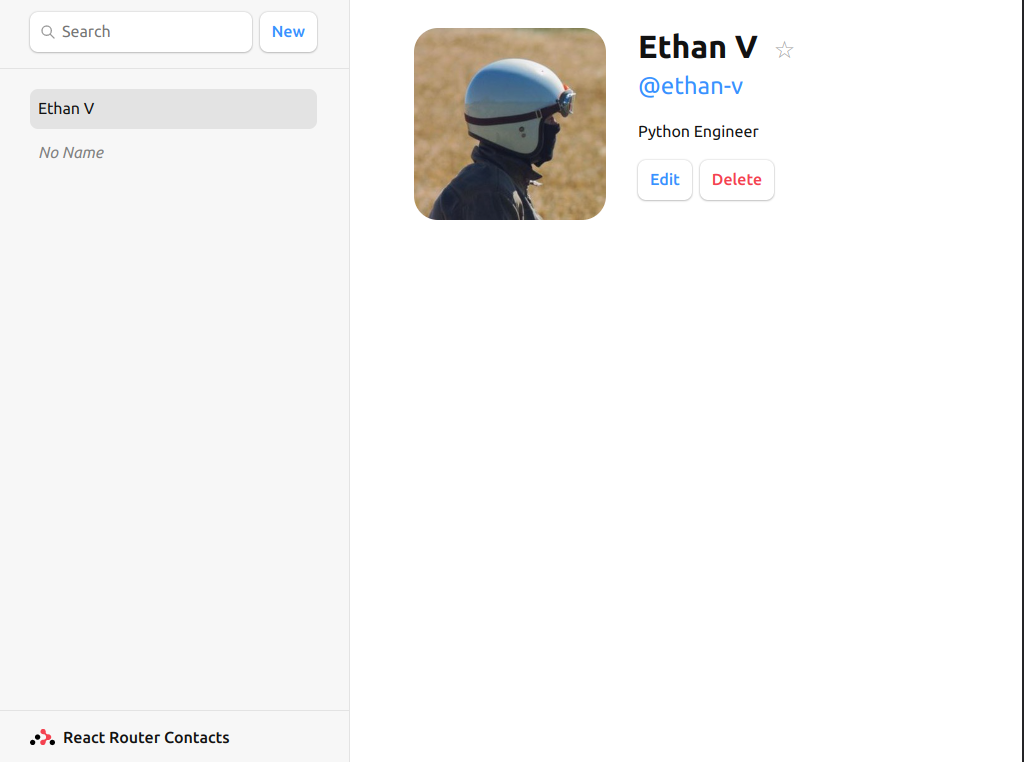 Search
New
Ethan V
No Name
React Router Contacts
Ethan V ☆
@ethan-v
Python Engineer
Edit
Delete